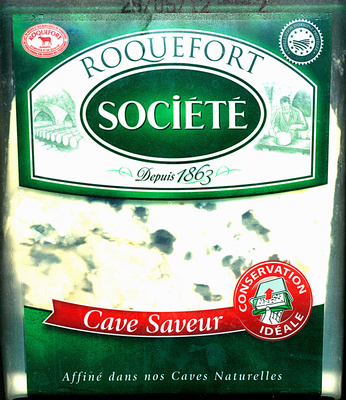 ROQUEFORT
ROQUEFORT
SOCIÉTÉ
Depuis 1863
CONSERVATION
IDÉALE
Cave Saveur
Affiné dans nos Caves Naturelles